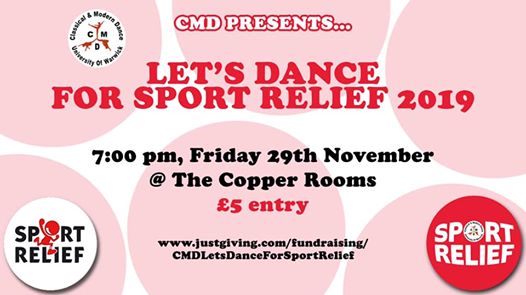 CMD PRESENTS...
Classical & Modern Dance
University Of Warwick
C
M
D
LET'S DANCE
FOR SPORT RELIEF 2019
7:00 pm, Friday 29th November
@ The Copper Rooms
£5 entry
www.justgiving.com/fundraising/
CMDLetsDanceForSportRelief
SPORT
RELIEF
SPORT
RELIEF